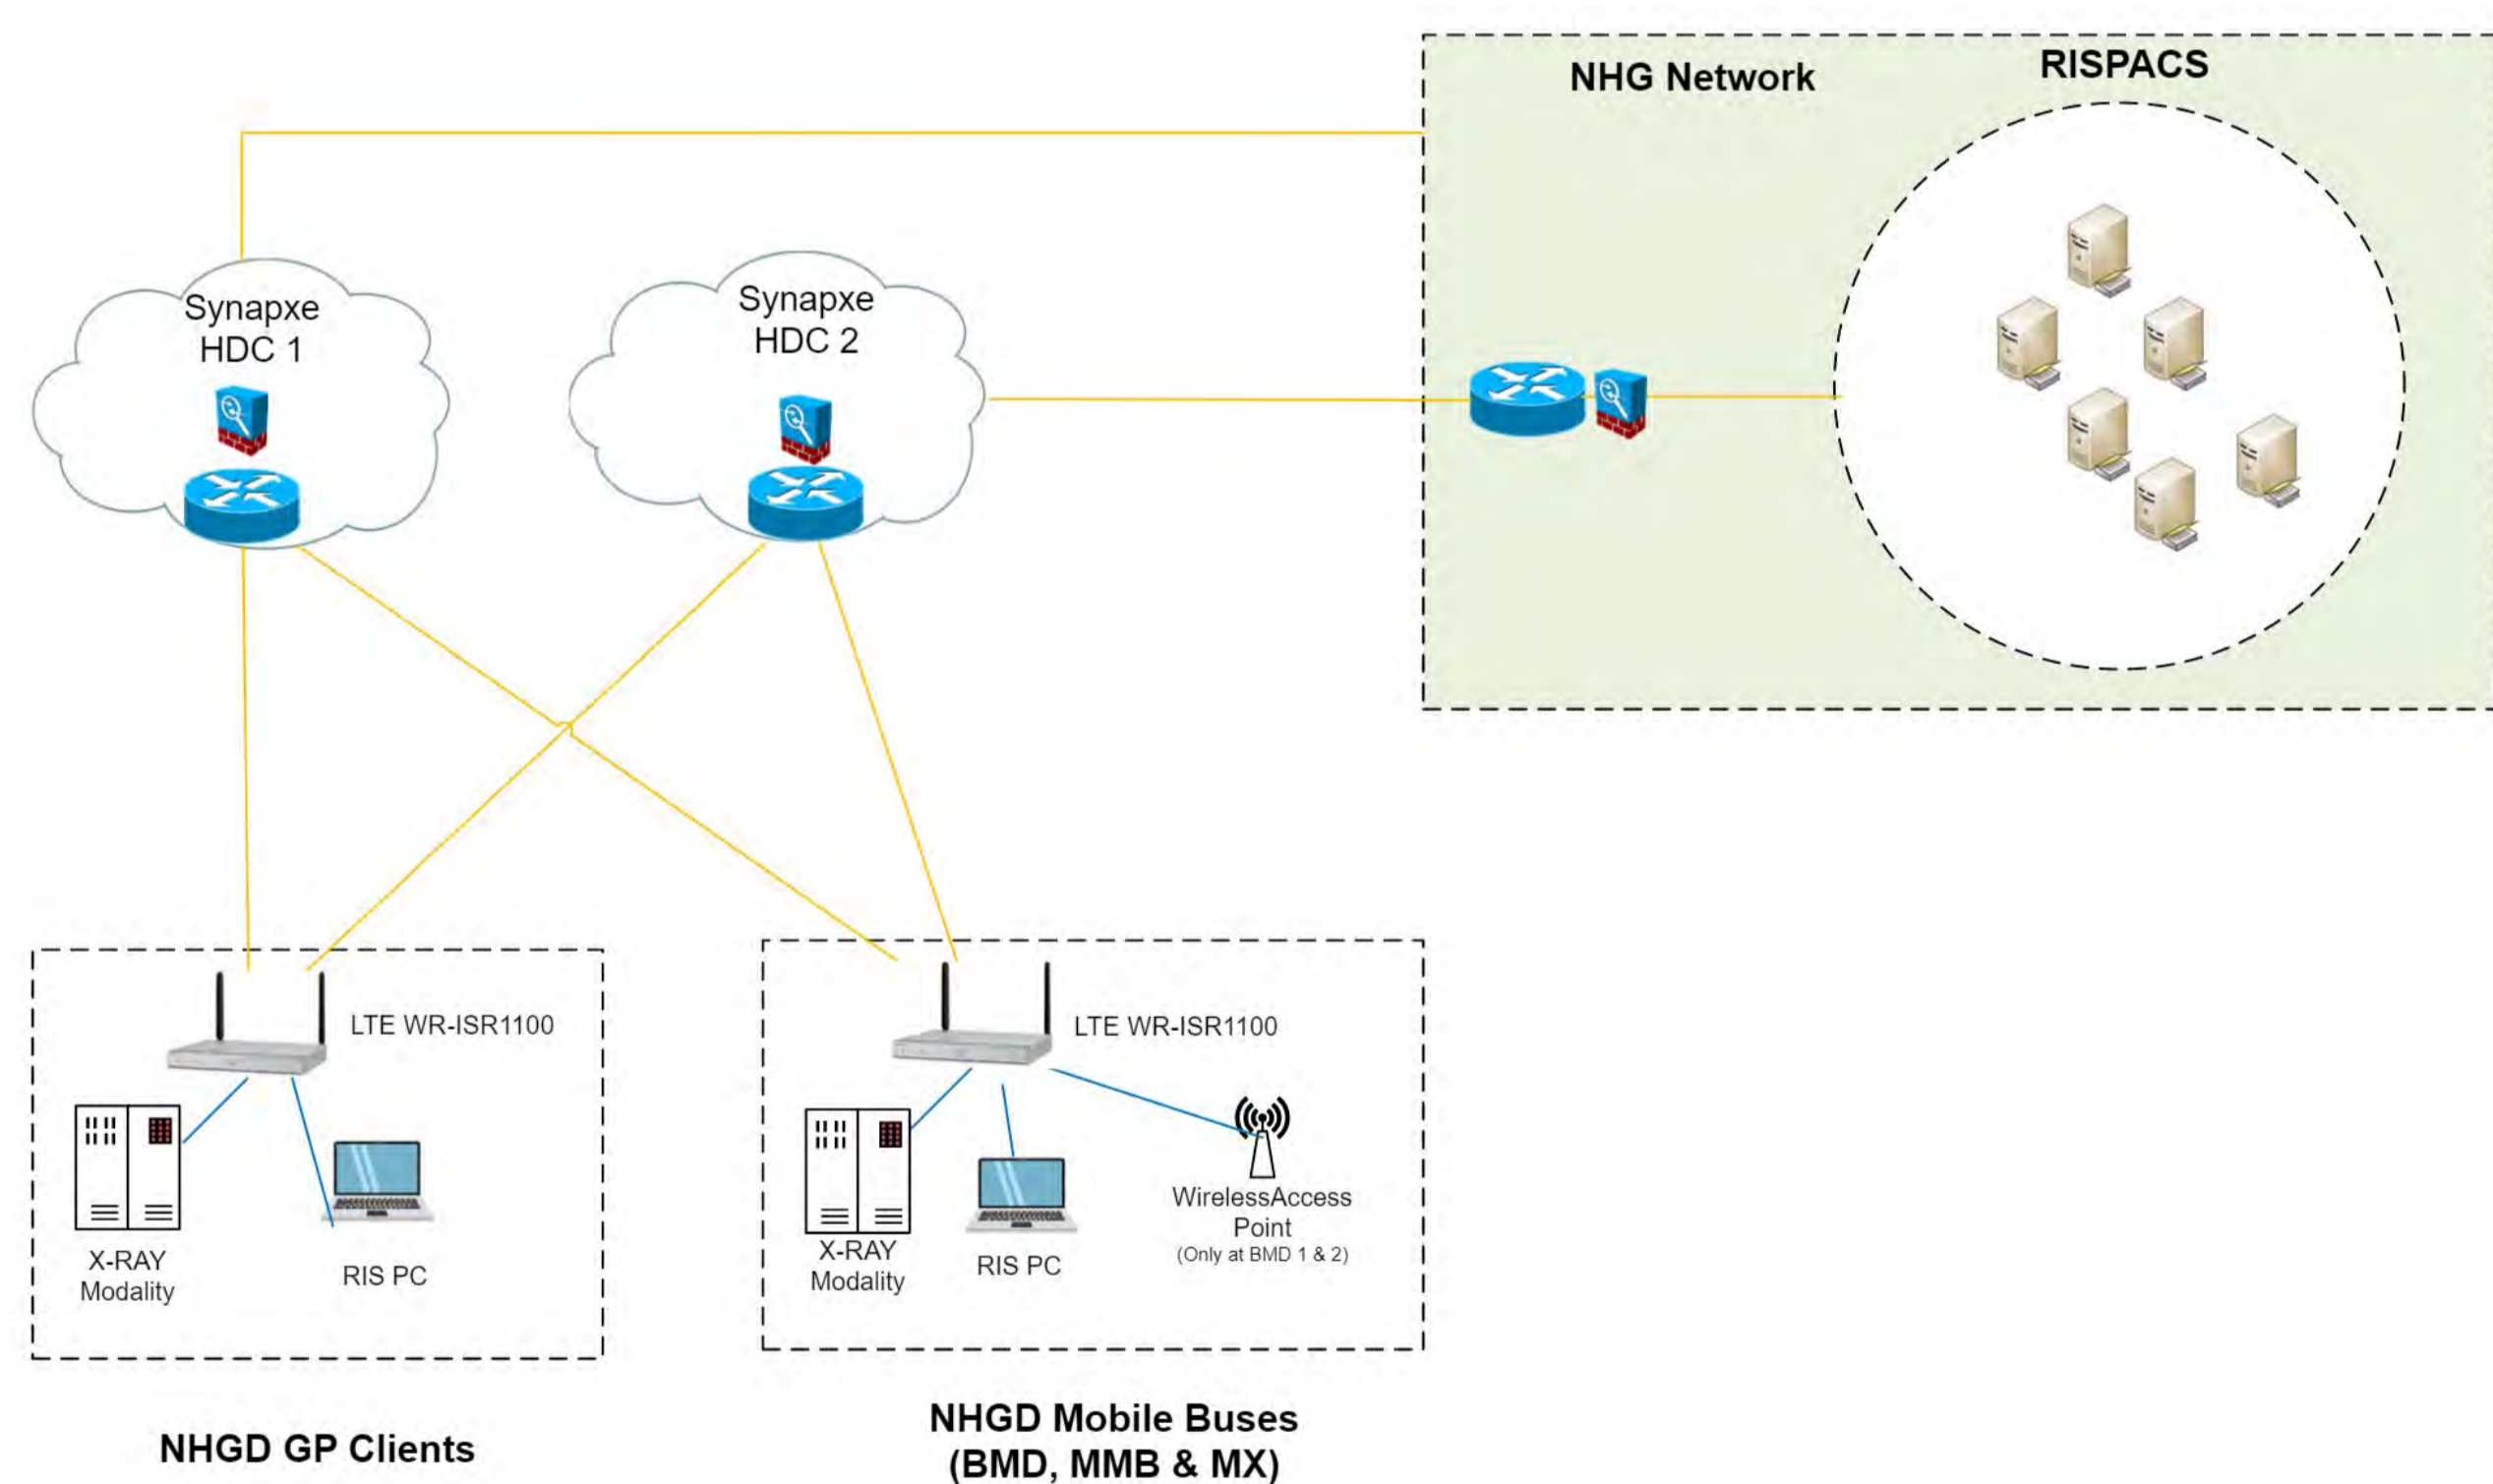 NHG Network
RISPACS
Synapxe
HDC 1
Synapxe
HDC 2
LTE WR-ISR1100
X-RAY
Modality
RIS PC
LTE WR-ISR1100
X-RAY
Modality
RIS PC
WirelessAccess
Point
(Only at BMD 1 & 2)
NHGD GP Clients
NHGD Mobile Buses
(BMD, MMB & MX)